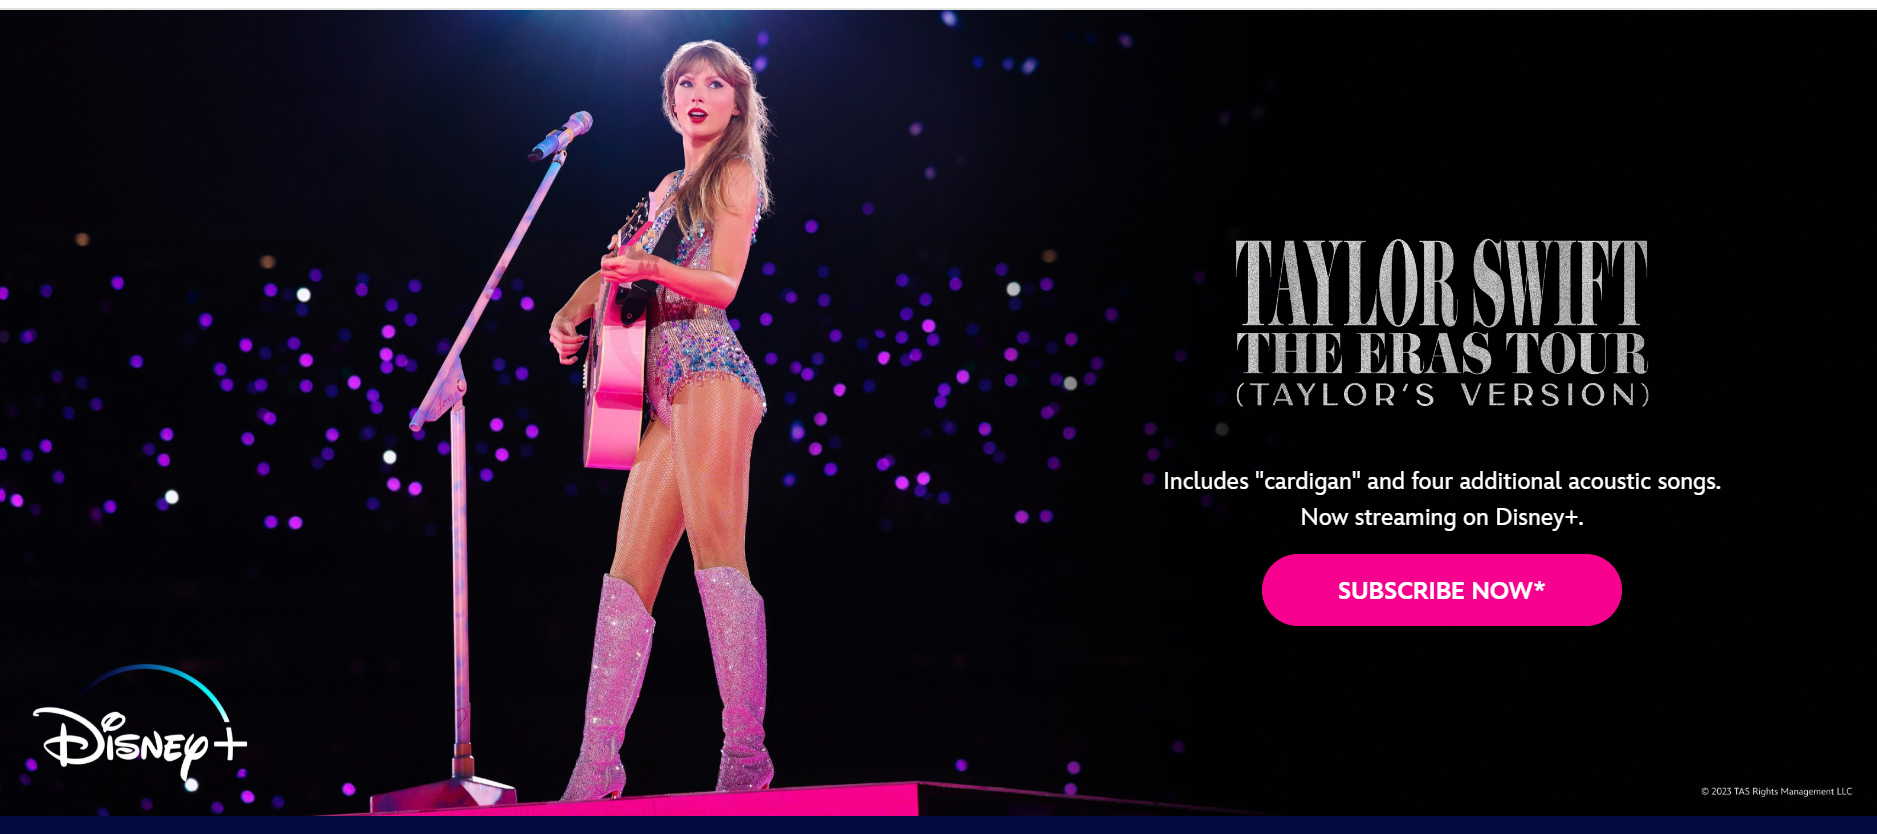 TAYLOR SWIFT
THE ERAS TOUR
(TAYLOR'S VERSION)
Includes "cardigan" and four additional acoustic songs.
Now streaming on Disney+.
SUBSCRIBE NOW*
Disney+
© 2023 TAS Rights Management LLC